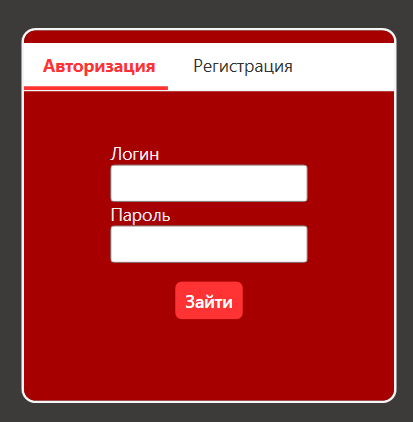 Авторизация Регистрация
Логин
Пароль
Зайти